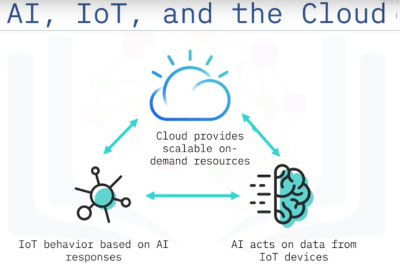 AI, IoT, and the Cloud
Cloud provides
scalable on-
demand resources
IoT behavior based on AI
responses
AI acts on data from
IoT devices